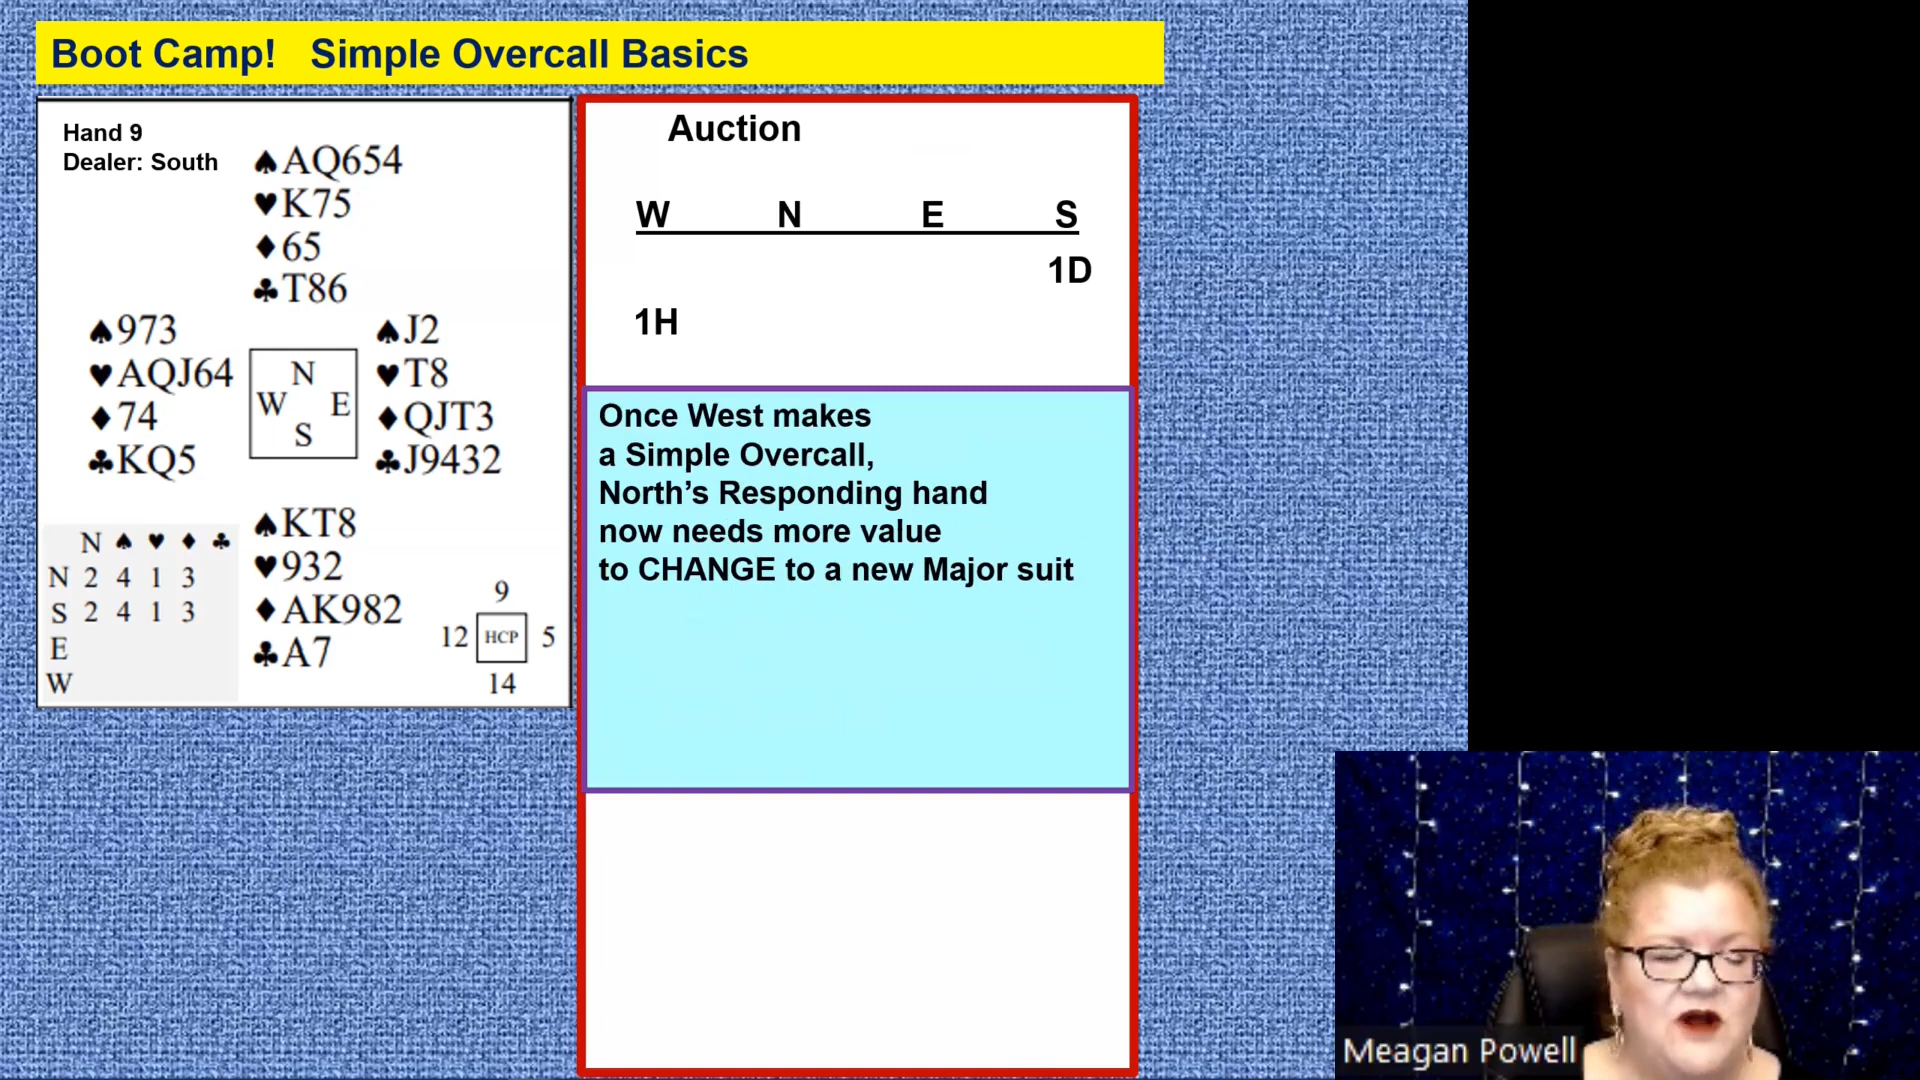 Boot Camp! Simple Overcall Basics
Hand 9
Dealer: South
♠AQ654
♥K75
♦65
♣T86
♠973
♥AQJ64
♦74
♣KQ5
N
W E
S
♠J2
♥T8
♦QJT3
♣J9432
♠KT8
♥932
♦AK982
♣A7
N ♠ ♥ ♦ ♣
N 2 4 1 3
S 2 4 1 3
E
W
9
12 HCP 5
14
Auction
W N E S
1D
1H
Once West makes
a Simple Overcall,
North’s Responding hand
now needs more value
to CHANGE to a new Major suit
Meagan Powell